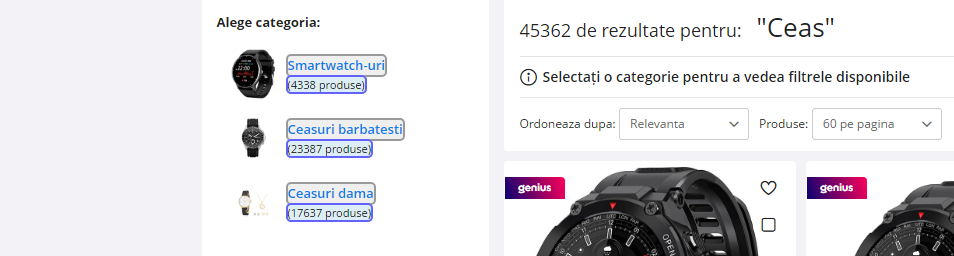 Alege categoria:
Smartwatch-uri
(4338 produse)
Ceasuri barbatesti
(23387 produse)
Ceasuri dama
(17637 produse)
45362 de rezultate pentru: "Ceas"
Selectați o categorie pentru a vedea filtrele disponibile
Ordoneaza dupa: Relevanta Produse: 60 pe pagina
genius
genius